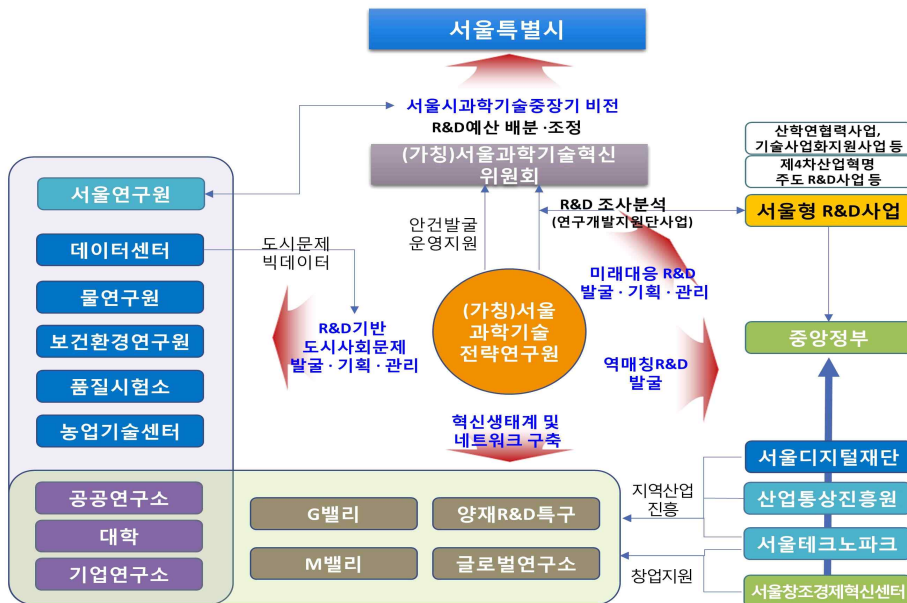 서울특별시
서울시과학기술중장기 비전
R&D예산 배분 ·조정
(가칭)서울과학기술혁신
위원회
산학연협력사업,
기술사업화지원사업 등
제4차산업혁명
주도 R&D사업 등
서울연구원
R&D 조사분석
(연구개발지원단사업)
서울형 R&D사업
안건발굴
운영지원
데이터센터
도시문제
빅데이터
미래대응 R&D
발굴 · 기획 · 관리
물연구원
(가칭)서울
과학기술
전략연구원
R&D기반
도시사회문제
발굴 · 기획 · 관리
보건환경연구원
중앙정부
역매칭R&D
발굴
품질시험소
농업기술센터
혁신생태계 및
네트워크 구축
서울디지털재단
공공연구소
G밸리
양재R&D특구
지역산업
진흥
산업통상진흥원
대학
서울테크노파크
M밸리
글로벌연구소
기업연구소
창업지원
서울창조경제혁신센터